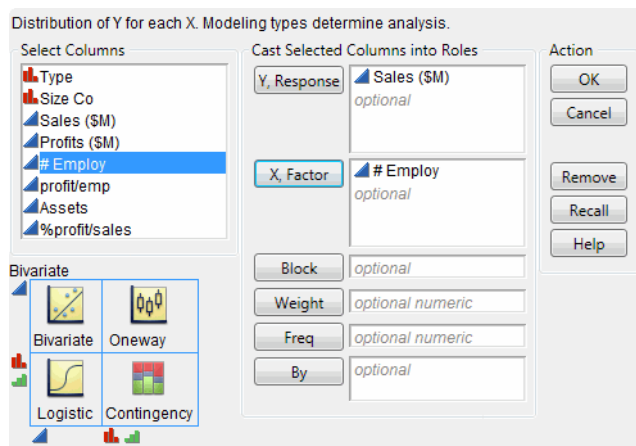 Distribution of Y for each X. Modeling types determine analysis.
Select Columns
Type
Size Co
Sales ($M)
Profits ($M)
# Employ
profit/emp
Assets
%profit/sales
Cast Selected Columns into Roles
Y, Response
Sales ($M)
optional
X, Factor
# Employ
optional
Block
optional
Weight
optional numeric
Freq
optional numeric
By
optional
Action
OK
Cancel
Remove
Recall
Help
Bivariate
Bivariate
Oneway
Logistic
Contingency